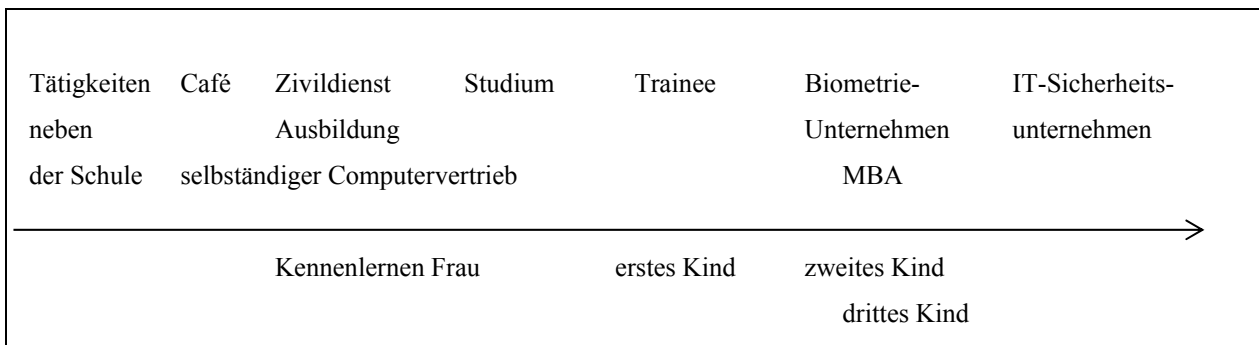 Tätigkeiten Café Zivildienst Studium Trainee Biometrie- IT-Sicherheits-
neben Ausbildung Unternehmen unternehmen
der Schule selbständiger Computervertrieb MBA
Kennenlernen Frau erstes Kind zweites Kind
drittes Kind